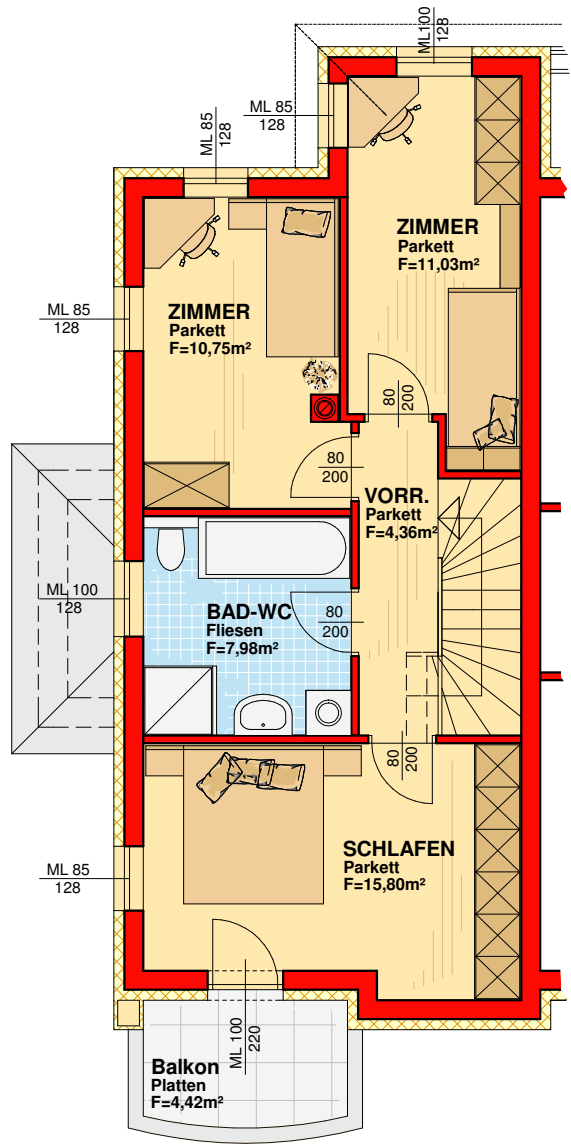 ML100
128
ML 85
128
ML 85
128
ZIMMER
Parkett
F=11,03m²
ZIMMER
Parkett
F=10,75m²
ML 85
128
80
200
80
200
VORR.
Parkett
F=4,36m²
ML 100
128
BAD-WC
Fliesen
F=7,98m²
80
200
80
200
SCHLAFEN
Parkett
F=15,80m²
ML 85
128
ML 100
220
Balkon
Platten
F=4,42m²